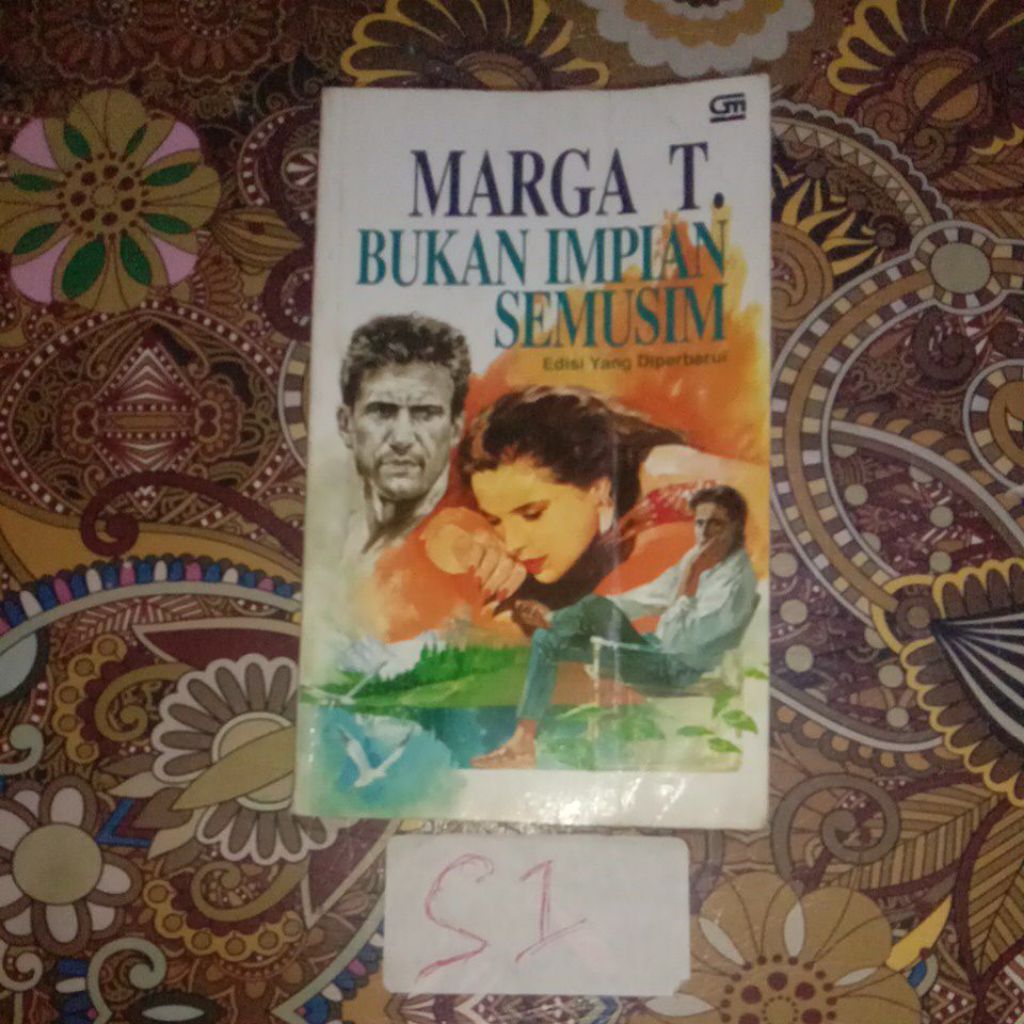 GM
MARGA T.
BUKAN IMPIAN
SEMUSIM
Edisi Yang Diperbarui
S1